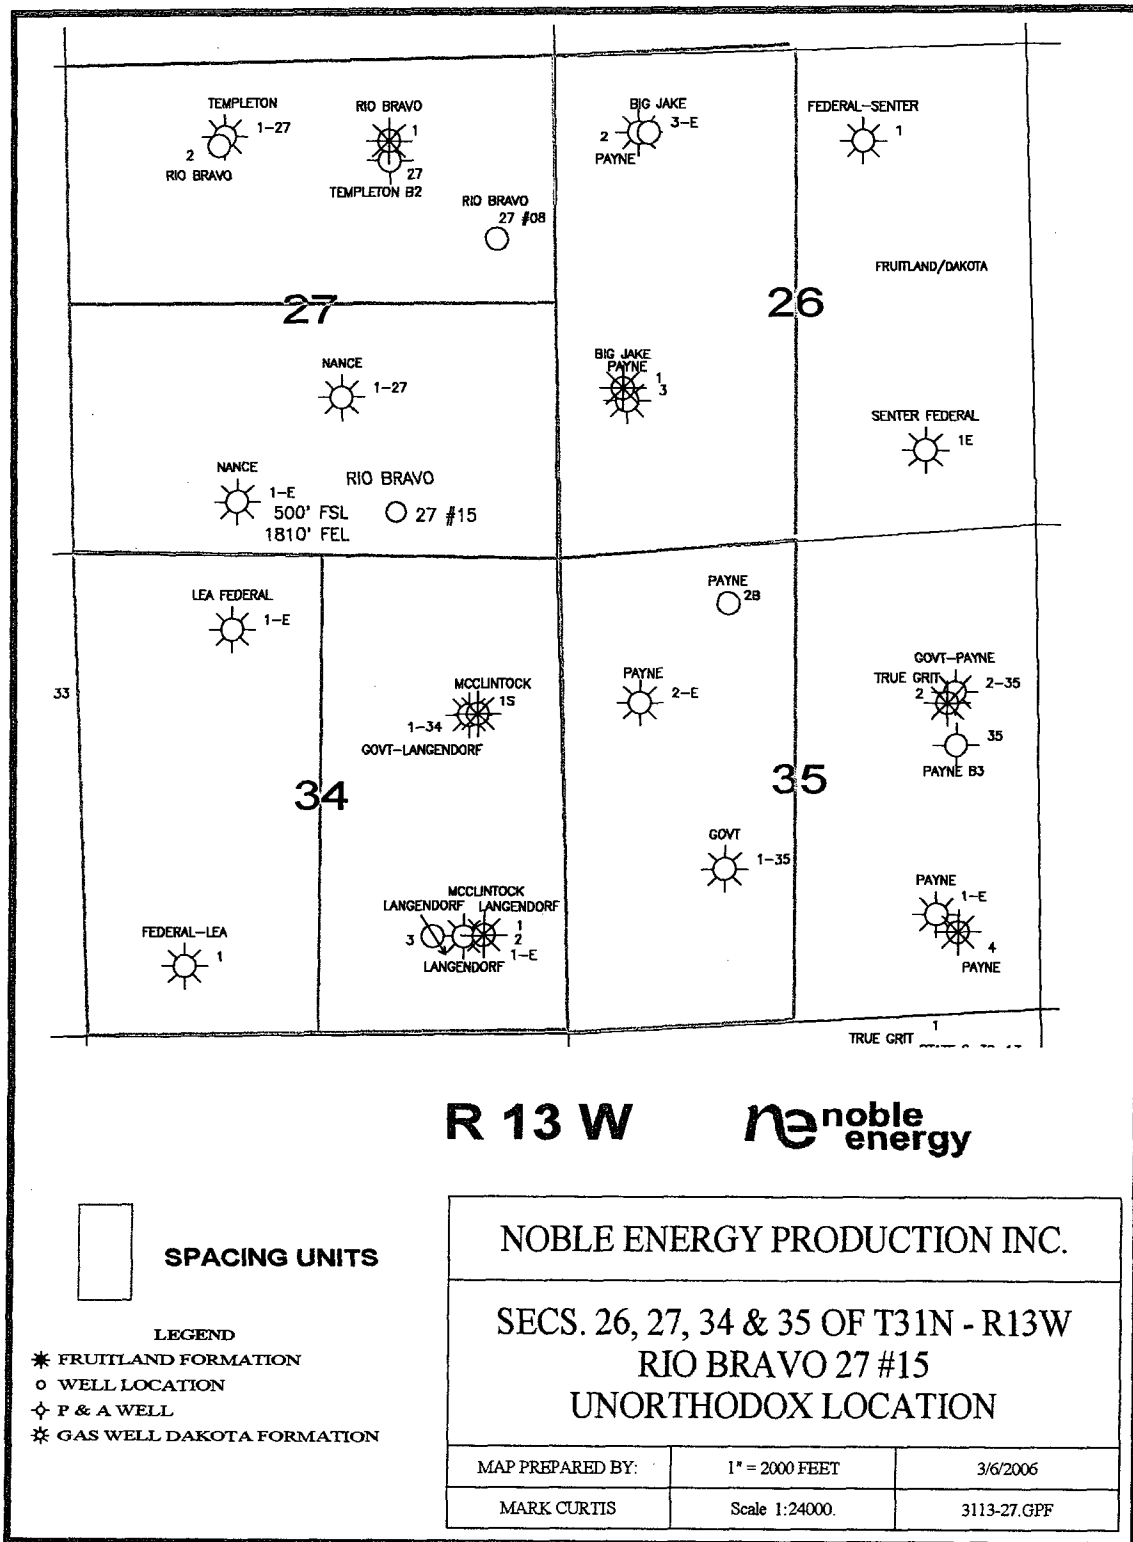 TEMPLETON
1-27
2
RIO BRAVO
RIO BRAVO
1
27
TEMPLETON B2
RIO BRAVO
27 #08
BIG JAKE
3-E
2
PAYNE
FEDERAL-SENTER
1
FRUITLAND/DAKOTA
27
26
NANCE
1-27
BIG JAKE
PAYNE
1
3
SENTER FEDERAL
1E
NANCE
1-E
500' FSL
1810' FEL
RIO BRAVO
27 #15
LEA FEDERAL
1-E
PAYNE
2B
33
MCCLINTOCK
1S
1-34
GOVT-LANGENDORF
PAYNE
2-E
GOVT-PAYNE
TRUE GRIT
2-35
2
35
PAYNE B3
34
35
GOVT
1-35
MCCLINTOCK
LANGENDORF
LANGENDORF
3
1
2
1-E
LANGENDORF
PAYNE
1-E
4
PAYNE
FEDERAL-LEA
1
1
TRUE GRIT
R 13 W
ne noble
energy
SPACING UNITS
LEGEND
FRUITLAND FORMATION
WELL LOCATION
P & A WELL
GAS WELL DAKOTA FORMATION
NOBLE ENERGY PRODUCTION INC.
SECS. 26, 27, 34 & 35 OF T31N - R13W
RIO BRAVO 27 #15
UNORTHODOX LOCATION
MAP PREPARED BY:
1" = 2000 FEET
3/6/2006
MARK CURTIS
Scale 1:24000.
3113-27.GPF